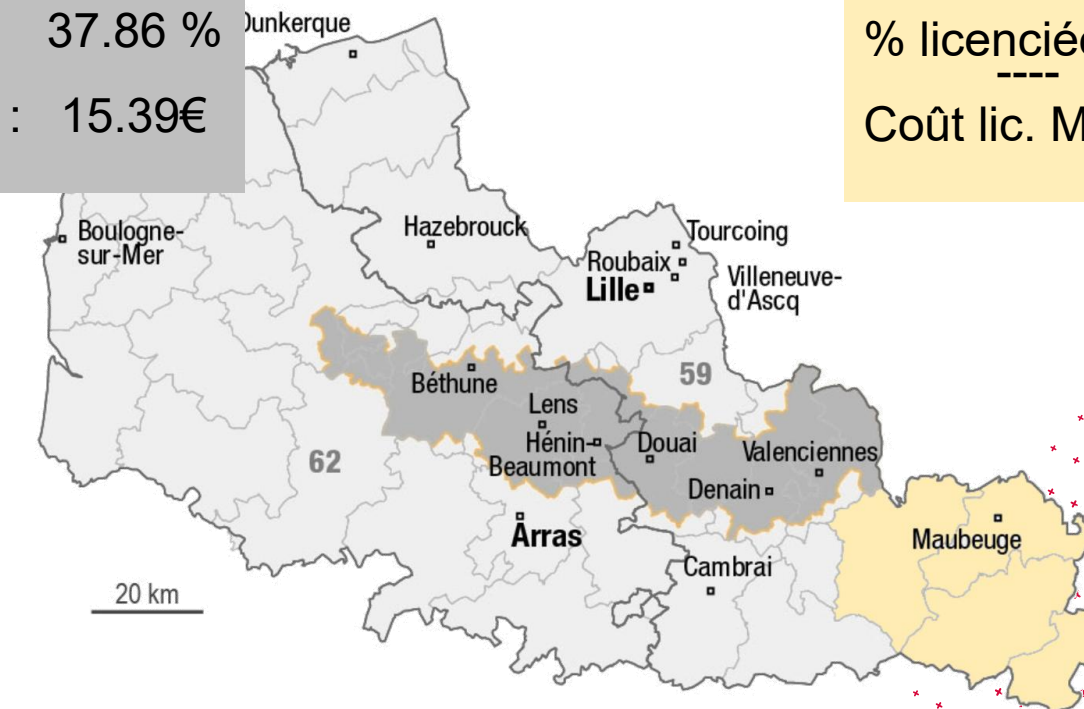 37.86 %
: 15.39€
% licenciée
----
Coût lic. M
Dunkerque
Boulogne-
sur-Mer
Hazebrouck
Tourcoing
Roubaix
Lille
Villeneuve-
d'Ascq
59
Béthune
Lens
Hénin-
Beaumont
Douai
Valenciennes
Denain
62
Arras
Maubeuge
Cambrai
20 km